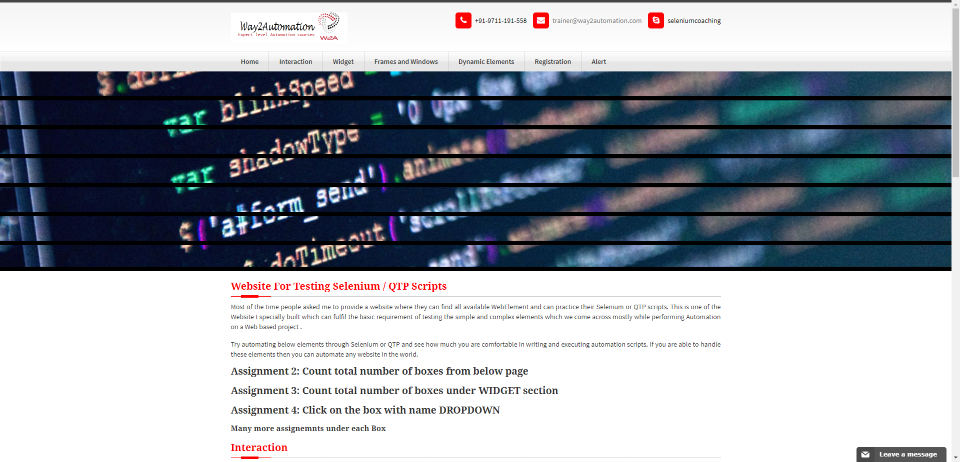 Way2Automation
Expert level Automation courses
W2A
+91-9711-191-558
trainer@way2automation.com
seleniumcoaching
Home
Interaction
Widget
Frames and Windows
Dynamic Elements
Registration
Alert
var blinkSpeed =
var shadowType =
.animate(
$('a#form_send').
doTimeout(
Website For Testing Selenium / QTP Scripts
Most of the time people asked me to provide a website where they can find all available WebElement and can practice their Selenium or QTP scripts. This is one of the
Website I specially built which can fulfil the basic requirement of testing the simple and complex elements which we come across mostly while performing Automation
on a Web based project .
Try automating below elements through Selenium or QTP and see how much you are comfortable in writing and executing automation scripts. If you are able to handle
these elements then you can automate any website in the world.
Assignment 2: Count total number of boxes from below page
Assignment 3: Count total number of boxes under WIDGET section
Assignment 4: Click on the box with name DROPDOWN
Many more assignemnts under each Box
Interaction
Leave a message